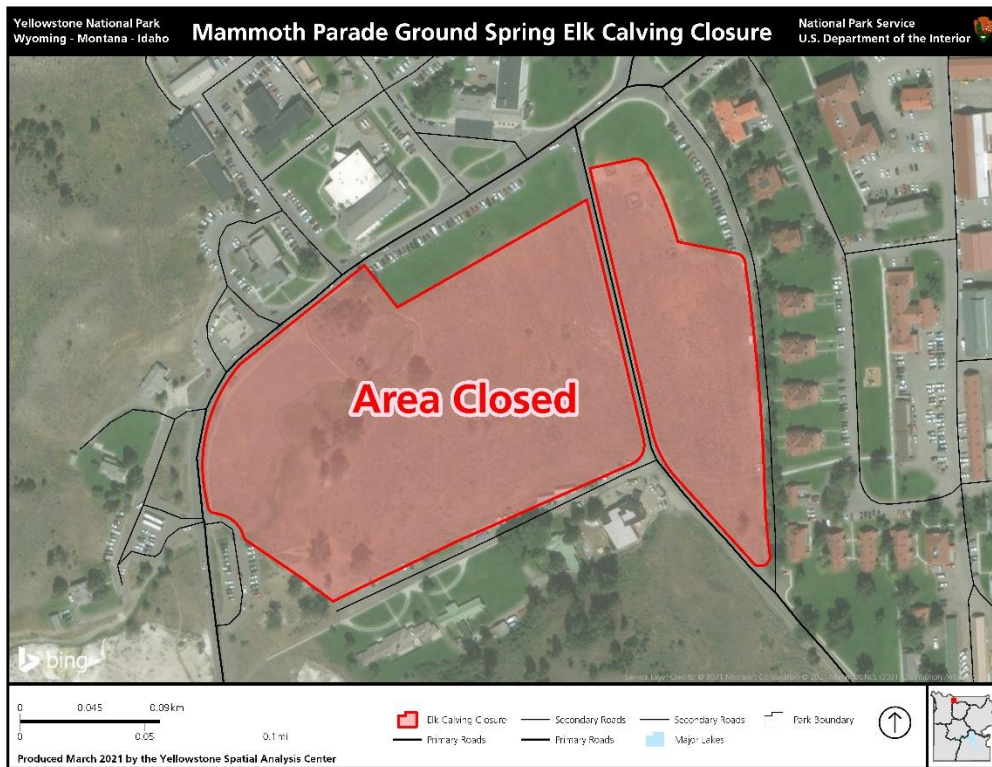 Yellowstone National Park
Wyoming - Montana - Idaho
Mammoth Parade Ground Spring Elk Calving Closure
National Park Service
U.S. Department of the Interior
Area Closed
bing
0 0.045 0.09 km
0 0.05 0.1 mi
Elk Calving Closure
Secondary Roads
Secondary Roads
Park Boundary
Primary Roads
Primary Roads
Major Lakes
Produced March 2021 by the Yellowstone Spatial Analysis Center